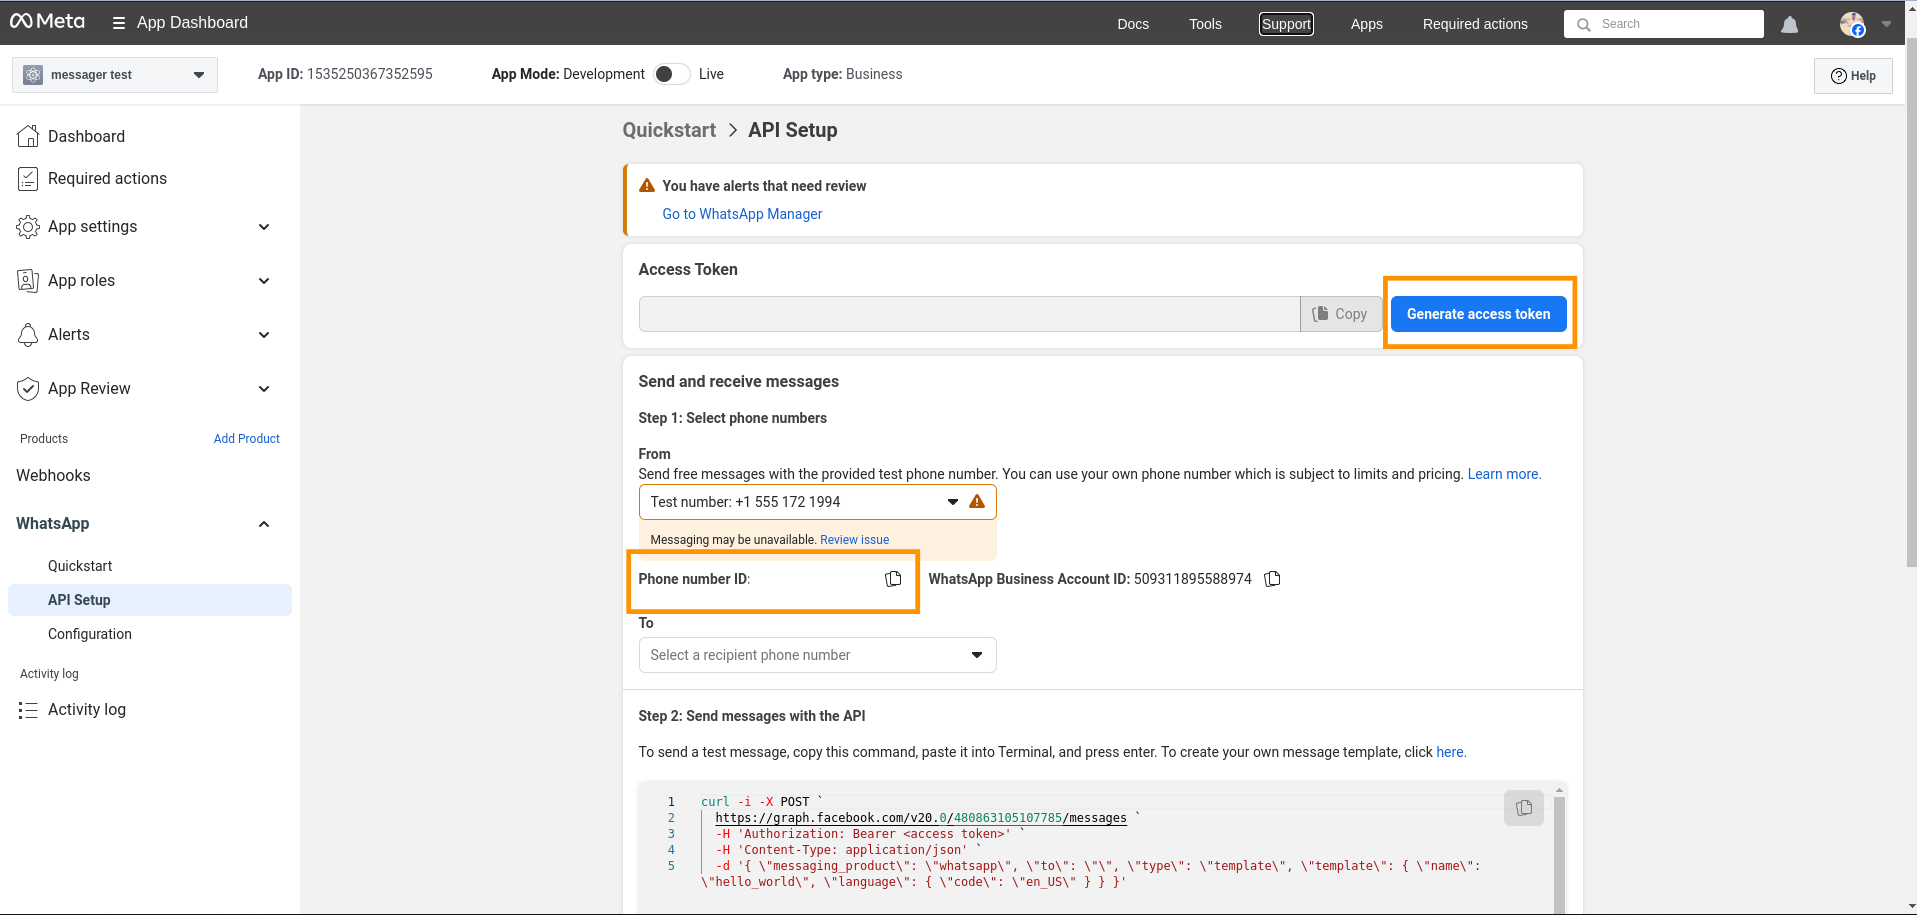 Meta
App Dashboard
Docs
Tools
Support
Apps
Required actions
Search
messager test
App ID: 1535250367352595
App Mode: Development
Live
App type: Business
Help
Dashboard
Required actions
App settings
App roles
Alerts
App Review
Products
Add Product
Webhooks
WhatsApp
Quickstart
API Setup
Configuration
Activity log
Activity log
Quickstart > API Setup
You have alerts that need review
Go to WhatsApp Manager
Access Token
Copy
Generate access token
Send and receive messages
Step 1: Select phone numbers
From
Send free messages with the provided test phone number. You can use your own phone number which is subject to limits and pricing. Learn more.
Test number: +1 555 172 1994
Messaging may be unavailable. Review issue
Phone number ID:
WhatsApp Business Account ID: 509311895588974
To
Select a recipient phone number
Step 2: Send messages with the API
To send a test message, copy this command, paste it into Terminal, and press enter. To create your own message template, click here.
1 curl -i -X POST `
2 https://graph.facebook.com/v20.0/480863105107785/messages `
3 -H 'Authorization: Bearer <access token>' `
4 -H 'Content-Type: application/json' `
5 -d '{ \"messaging_product\": \"whatsapp\", \"to\": \"\", \"type\": \"template\", \"template\": { \"name\":
\"hello_world\", \"language\": { \"code\": \"en_US\" } } }'